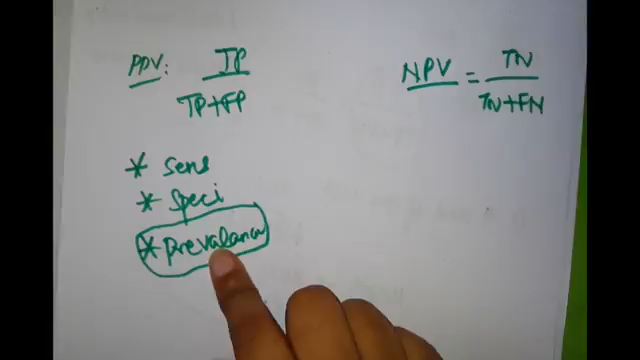 PPV: TP / TP+FP
NPV = TN / TN+FN
* Sens
* Speci
* Prevalance